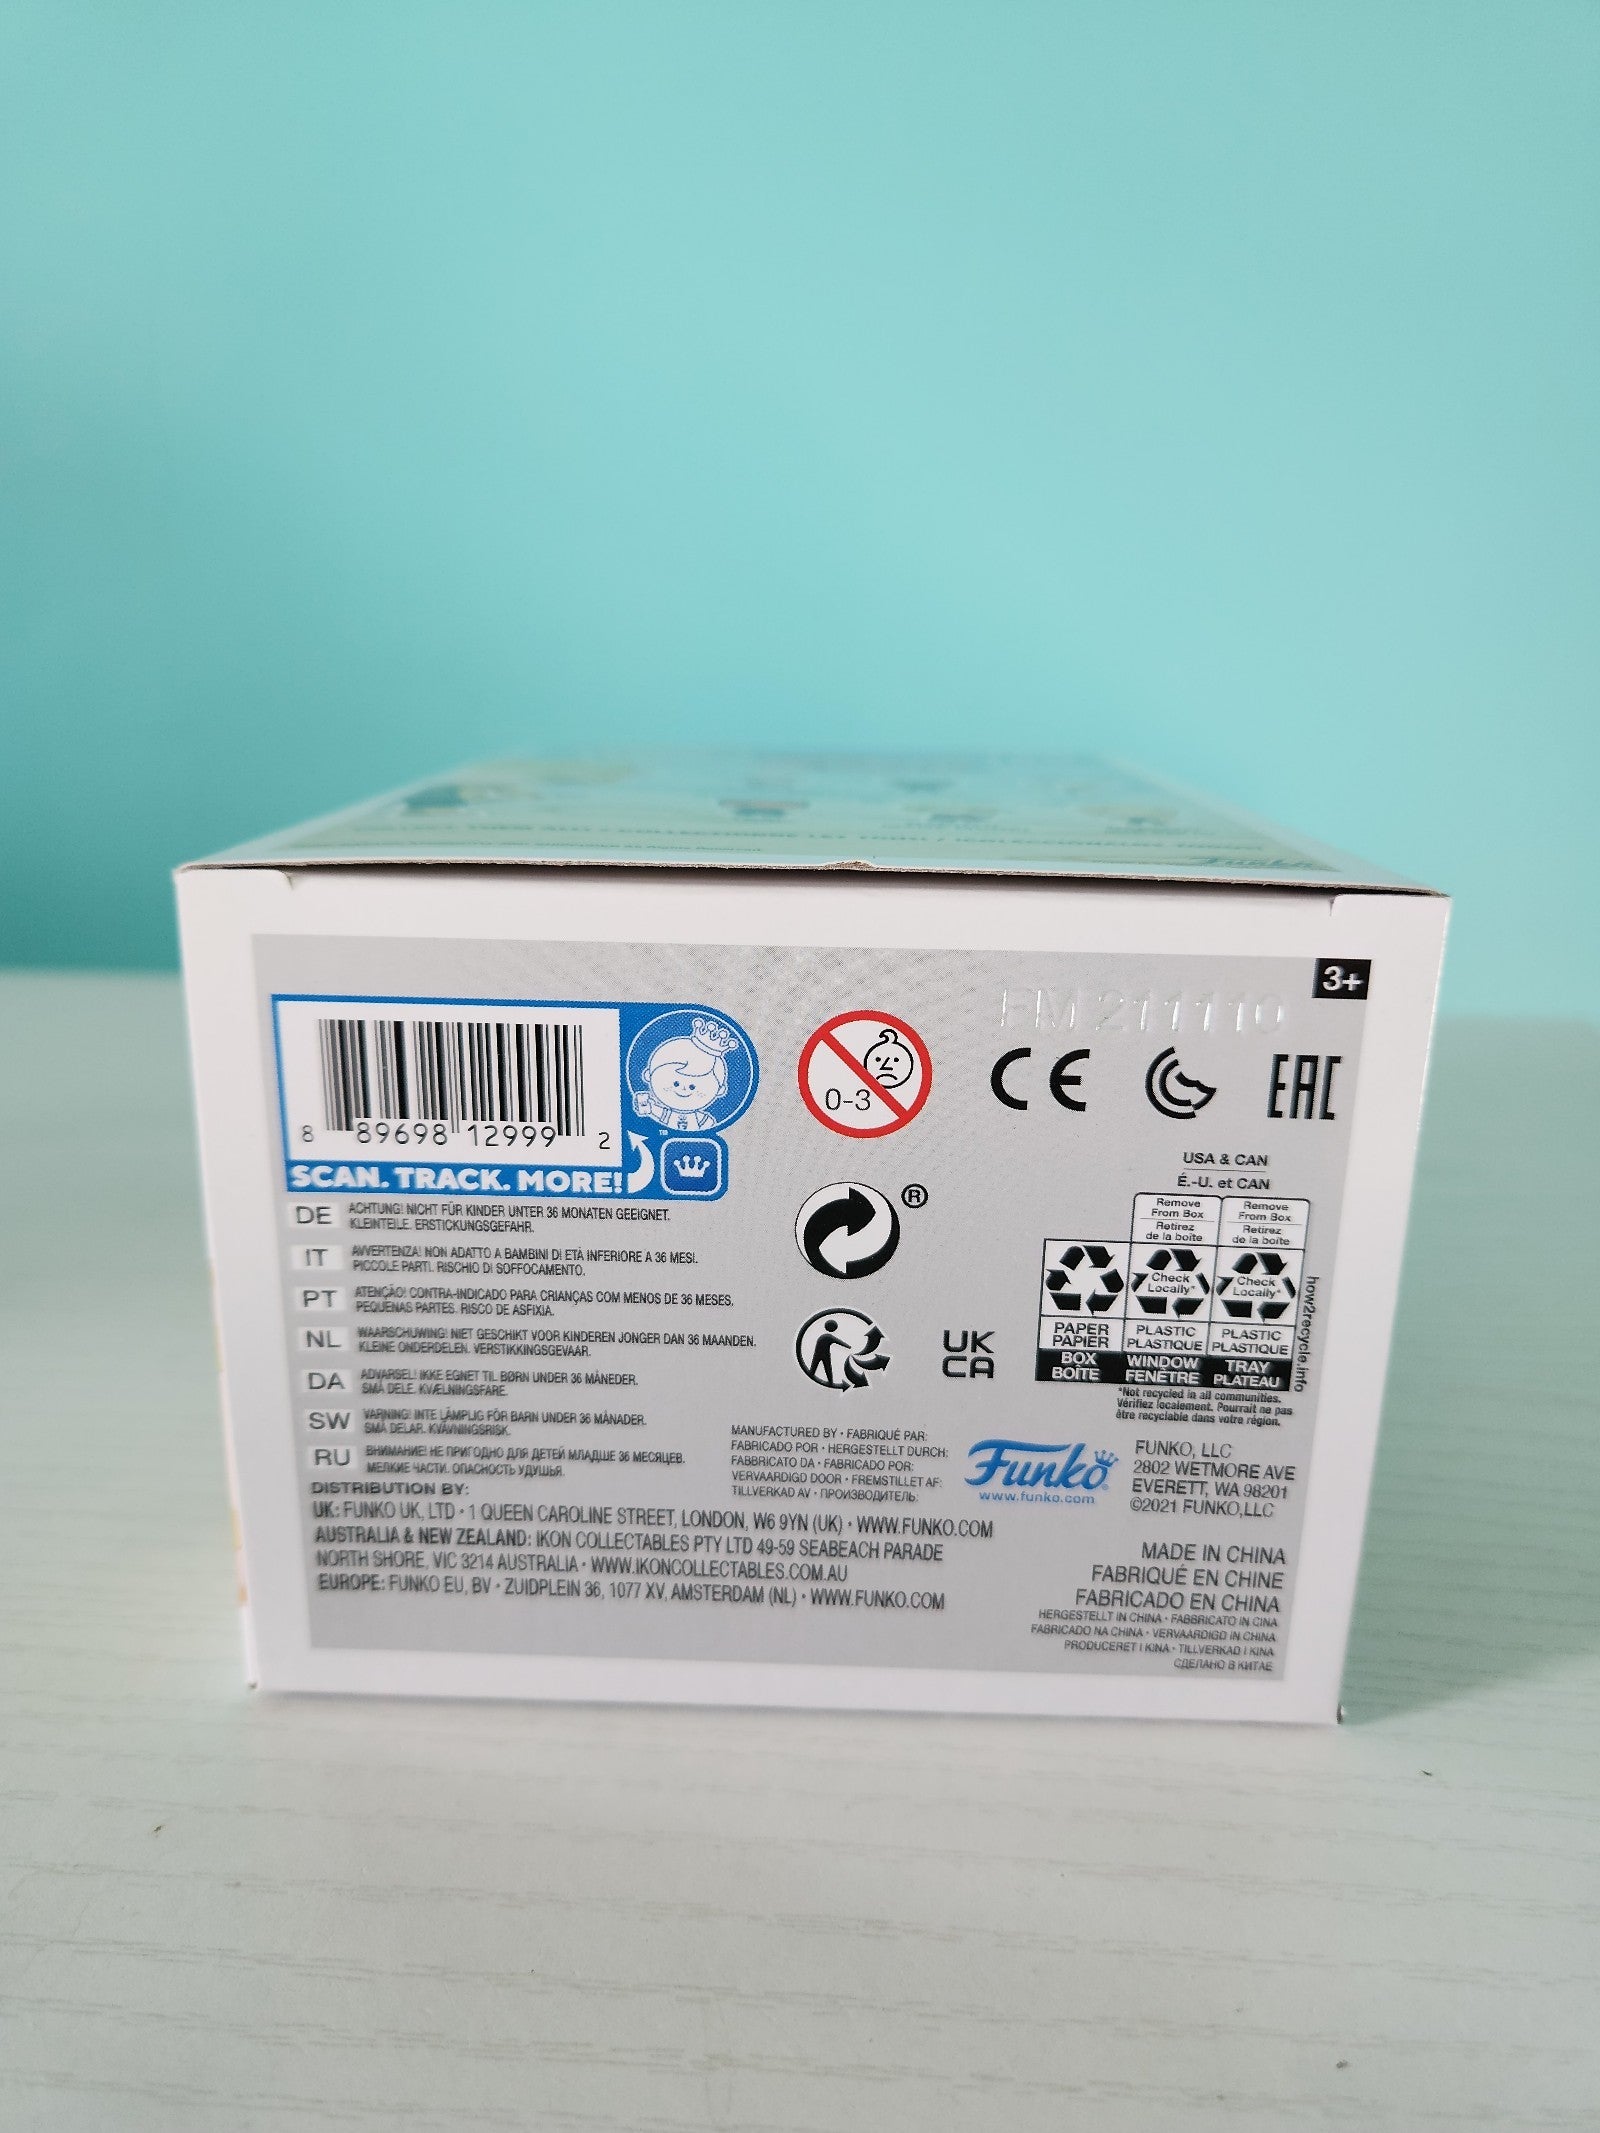 3+
FM 211110
8 89698 12999 2
™
SCAN. TRACK. MORE!
0-3
CE
EAC
®
DE ACHTUNG! NICHT FÜR KINDER UNTER 36 MONATEN GEEIGNET.
KLEINTEILE. ERSTICKUNGSGEFAHR.
IT AVVERTENZA! NON ADATTO A BAMBINI DI ETÀ INFERIORE A 36 MESI.
PICCOLE PARTI. RISCHIO DI SOFFOCAMENTO.
PT ATENÇÃO! CONTRA-INDICADO PARA CRIANÇAS COM MENOS DE 36 MESES.
PEQUENAS PARTES. RISCO DE ASFIXIA.
NL WAARSCHUWING! NIET GESCHIKT VOOR KINDEREN JONGER DAN 36 MAANDEN.
KLEINE ONDERDELEN. VERSTIKKINGSGEVAAR.
DA ADVARSEL! IKKE EGNET TIL BØRN UNDER 36 MÅNEDER.
SMÅ DELE. KVÆLNINGSFARE.
SW VARNING! INTE LÄMPLIG FÖR BARN UNDER 36 MÅNADER.
SMÅ DELAR. KVÄVNINGSRISK.
RU ВНИМАНИЕ! НЕ ПРИГОДНО ДЛЯ ДЕТЕЙ МЛАДШЕ 36 МЕСЯЦЕВ.
МЕЛКИЕ ЧАСТИ. ОПАСНОСТЬ УДУШЬЯ.
UK
CA
USA & CAN
É.-U. et CAN
Remove
From Box
Retirez
de la boîte
Remove
From Box
Retirez
de la boîte
Check
Locally*
Check
Locally*
PAPER
PAPIER
PLASTIC
PLASTIQUE
PLASTIC
PLASTIQUE
BOX
BOÎTE
WINDOW
FENÊTRE
TRAY
PLATEAU
how2recycle.info
*Not recycled in all communities.
Vérifiez localement. Pourrait ne pas
être recyclable dans votre région.
MANUFACTURED BY • FABRIQUÉ PAR:
FABRICADO POR • HERGESTELLT DURCH:
FABBRICATO DA • FABRICADO POR:
VERVAARDIGD DOOR • FREMSTILLET AF:
TILLVERKAD AV • ПРОИЗВОДИТЕЛЬ:
Funko
www.funko.com
FUNKO, LLC
2802 WETMORE AVE
EVERETT, WA 98201
©2021 FUNKO,LLC
DISTRIBUTION BY:
UK: FUNKO UK, LTD • 1 QUEEN CAROLINE STREET, LONDON, W6 9YN (UK) • WWW.FUNKO.COM
AUSTRALIA & NEW ZEALAND: IKON COLLECTABLES PTY LTD 49-59 SEABEACH PARADE
NORTH SHORE, VIC 3214 AUSTRALIA • WWW.IKONCOLLECTABLES.COM.AU
EUROPE: FUNKO EU, BV • ZUIDPLEIN 36, 1077 XV, AMSTERDAM (NL) • WWW.FUNKO.COM
MADE IN CHINA
FABRIQUÉ EN CHINE
FABRICADO EN CHINA
HERGESTELLT IN CHINA • FABBRICATO IN CINA
FABRICADO NA CHINA • VERVAARDIGD IN CHINA
PRODUCERET I KINA • TILLVERKAD I KINA
СДЕЛАНО В КИТАЕ